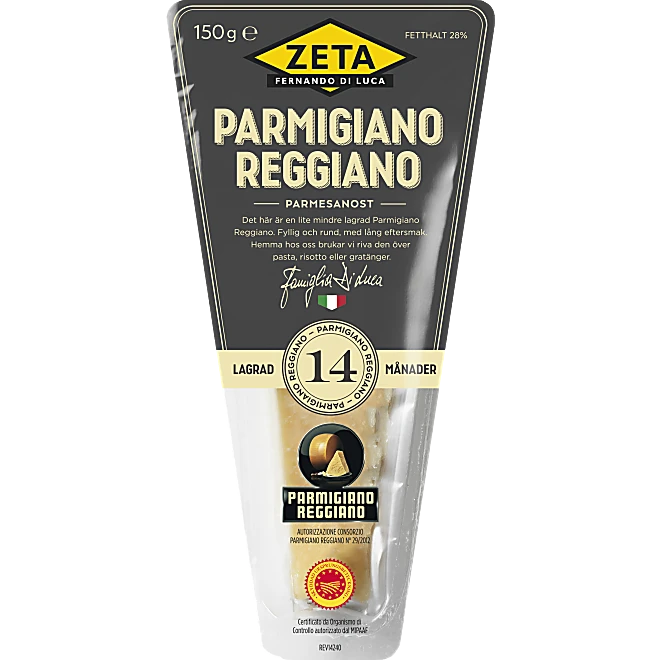 150g ℮
FETTHALT 28%
ZETA
FERNANDO DI LUCA
PARMIGIANO
REGGIANO
PARMESANOST
Det här är en lite mindre lagrad Parmigiano
Reggiano. Fyllig och rund, med lång eftersmak.
Hemma hos oss brukar vi riva den över
pasta, risotto eller gratänger.
Famiglia Di Luca
LAGRAD
PARMIGIANO REGGIANO – PARMIGIANO REGGIANO –
14
MÅNADER
PARMIGIANO
REGGIANO
AUTORIZZAZIONE CONSORZIO
PARMIGIANO REGGIANO N° 29/2012
Certificato da Organismo di
Controllo autorizzato dal MIPAAF
REV14240